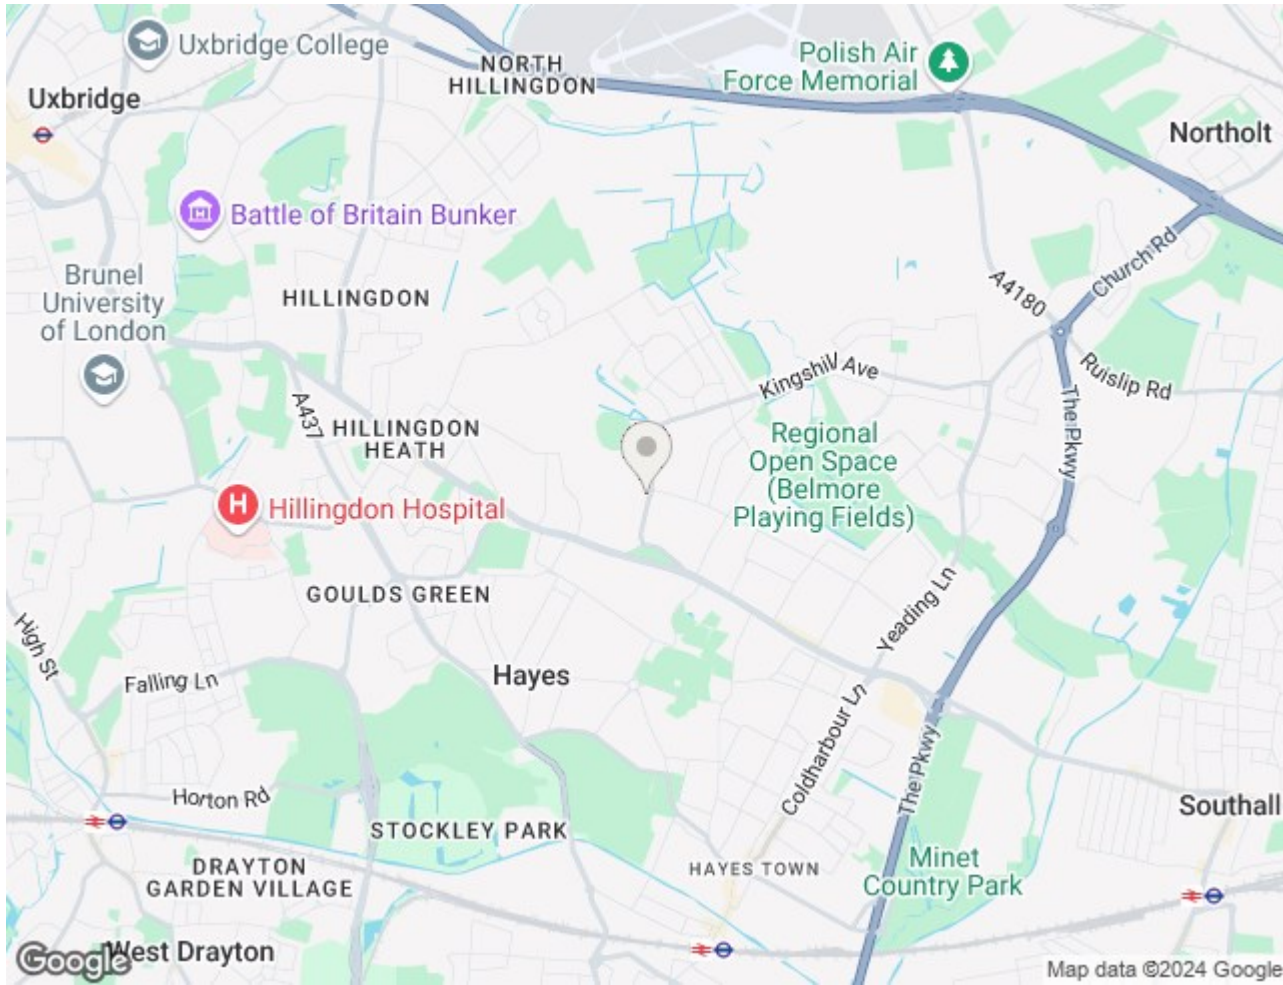 Uxbridge College
NORTH
HILLINGDON
Polish Air
Force Memorial
Uxbridge
Northolt
Battle of Britain Bunker
Church Rd
Brunel
University
of London
HILLINGDON
A4180
Kingshill Ave
Ruislip Rd
The Pkwy
A437
HILLINGDON
HEATH
Regional
Open Space
(Belmore
Playing Fields)
H
Hillingdon Hospital
GOULDS GREEN
Yeading Ln
High St
Falling Ln
Hayes
Coldharbour Ln
The Pkwy
Horton Rd
Southall
STOCKLEY PARK
DRAYTON
GARDEN VILLAGE
HAYES TOWN
Minet
Country Park
West Drayton
Google
Map data ©2024 Google